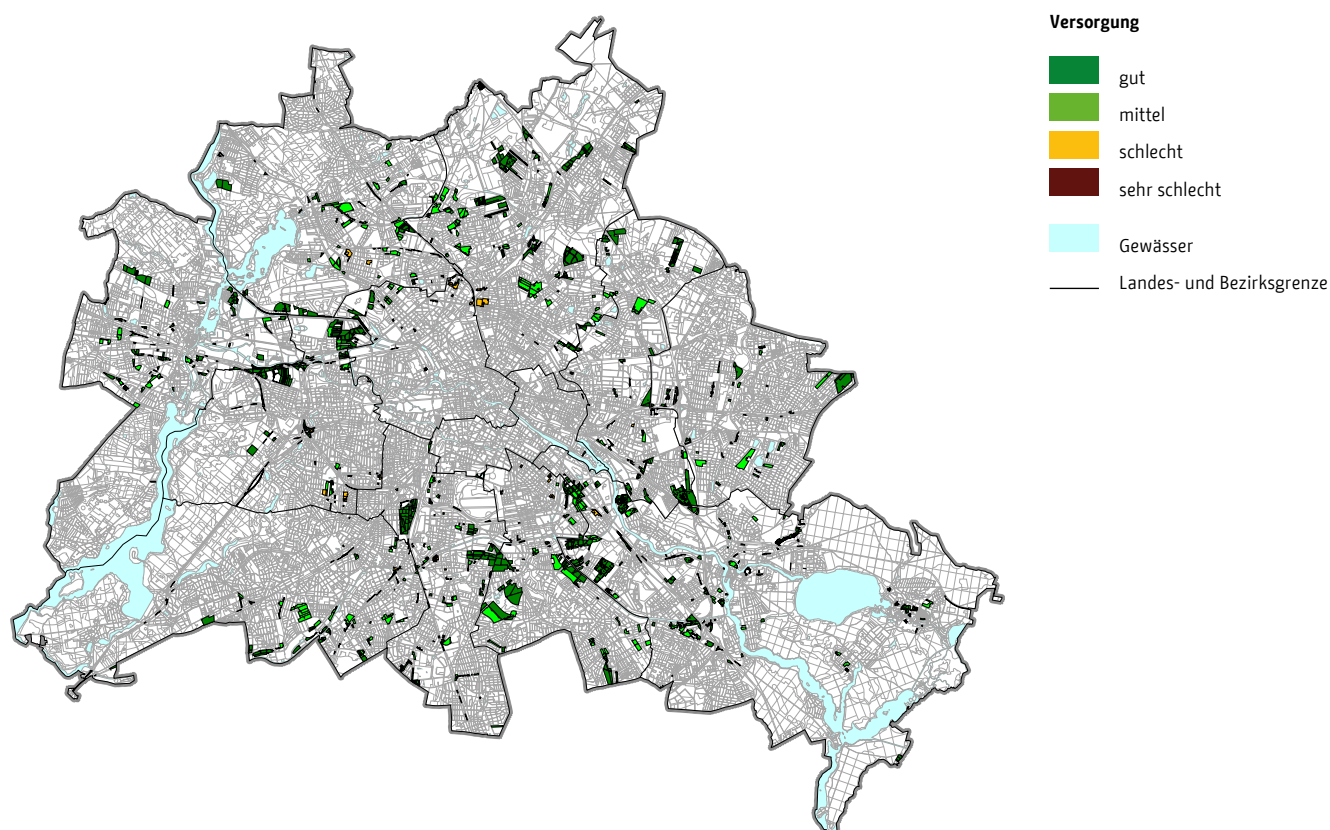 Versorgung
gut
mittel
schlecht
sehr schlecht
Gewässer
Landes- und Bezirksgrenze